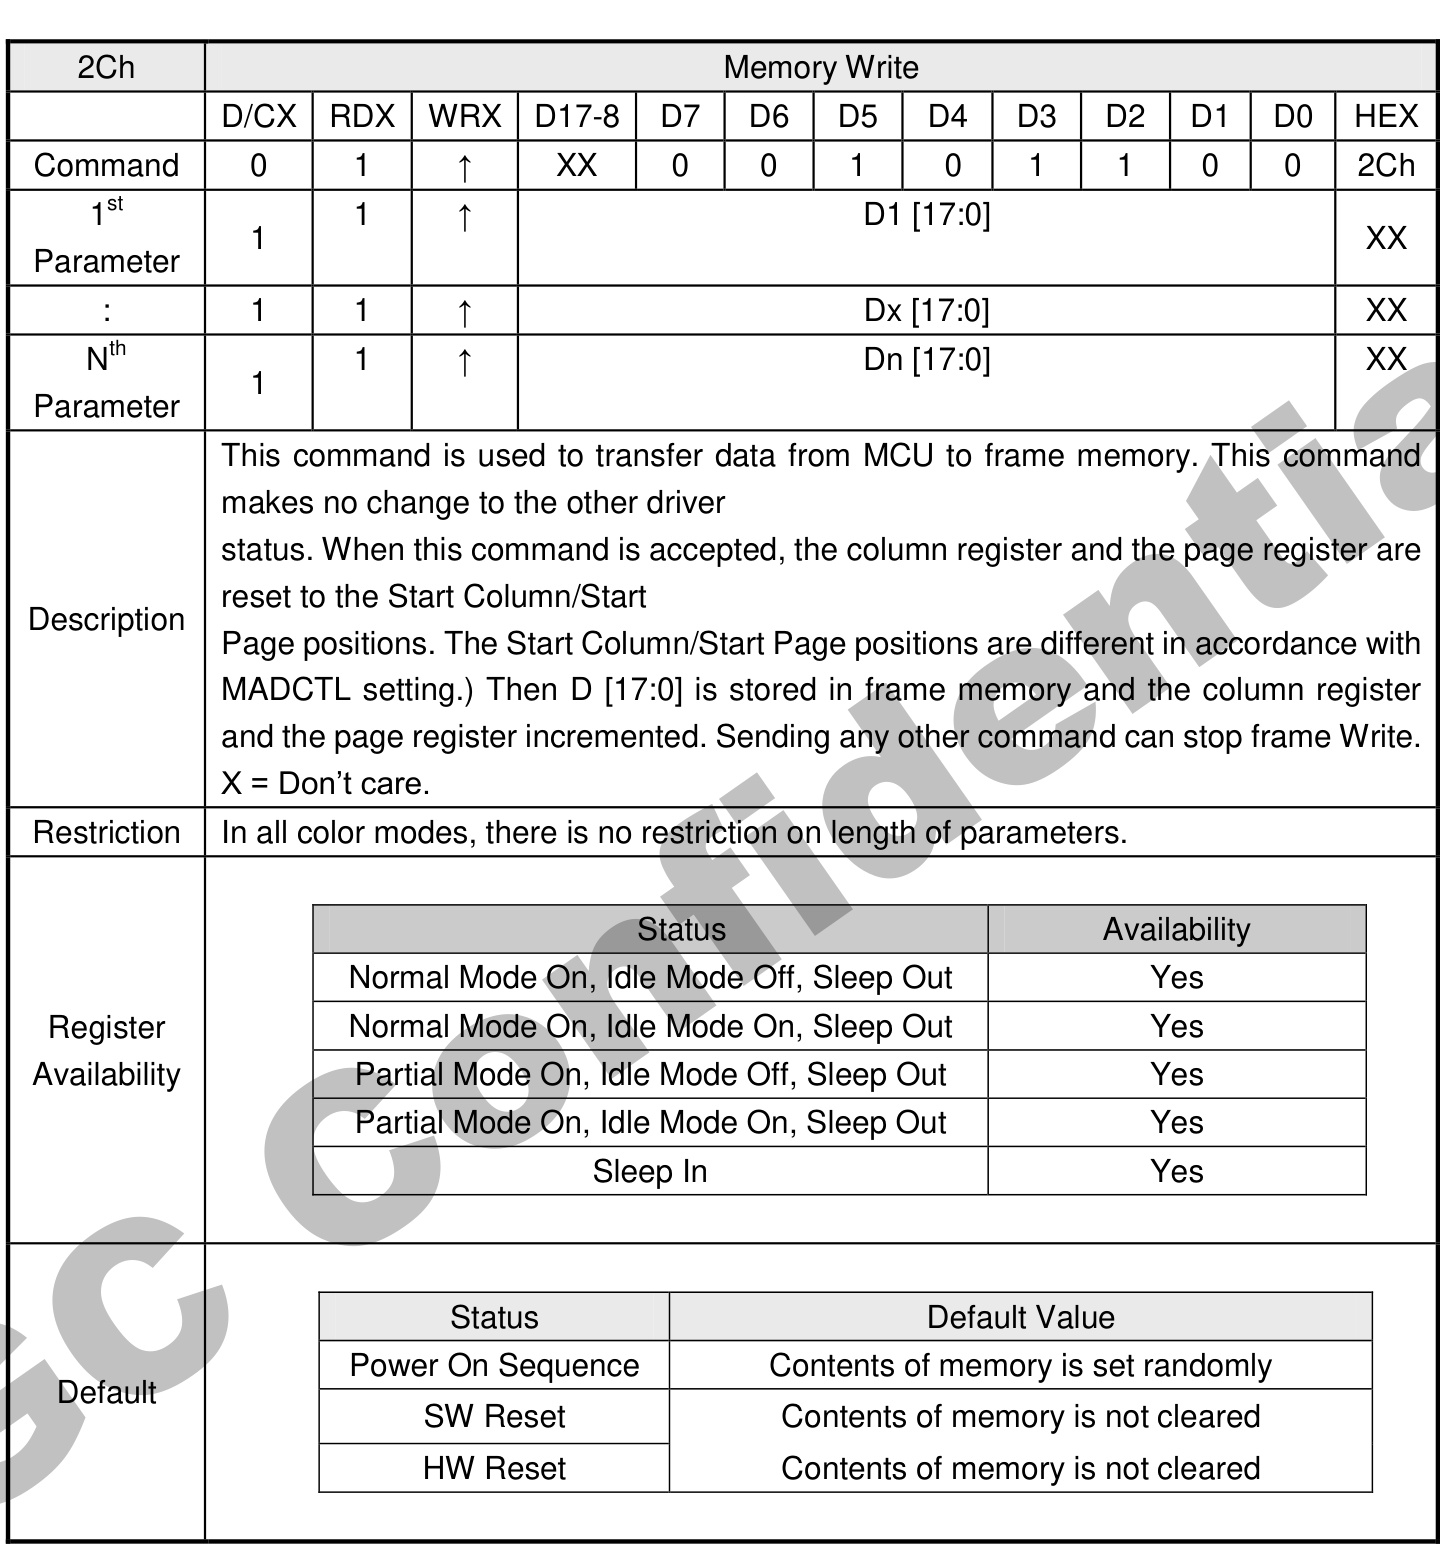 2Ch Memory Write
D/CX RDX WRX D17-8 D7 D6 D5 D4 D3 D2 D1 D0 HEX
Command 0 1 ↑ XX 0 0 1 0 1 1 0 0 2Ch
1st Parameter 1 1 ↑ D1 [17:0] XX
: 1 1 ↑ Dx [17:0] XX
Nth Parameter 1 1 ↑ Dn [17:0] XX
Description
This command is used to transfer data from MCU to frame memory. This command
makes no change to the other driver
status. When this command is accepted, the column register and the page register are
reset to the Start Column/Start
Page positions. The Start Column/Start Page positions are different in accordance with
MADCTL setting.) Then D [17:0] is stored in frame memory and the column register
and the page register incremented. Sending any other command can stop frame Write.
X = Don’t care.
Restriction In all color modes, there is no restriction on length of parameters.
Register
Availability
Status Availability
Normal Mode On, Idle Mode Off, Sleep Out Yes
Normal Mode On, Idle Mode On, Sleep Out Yes
Partial Mode On, Idle Mode Off, Sleep Out Yes
Partial Mode On, Idle Mode On, Sleep Out Yes
Sleep In Yes
Default
Status Default Value
Power On Sequence Contents of memory is set randomly
SW Reset Contents of memory is not cleared
HW Reset Contents of memory is not cleared
GC Confidentia